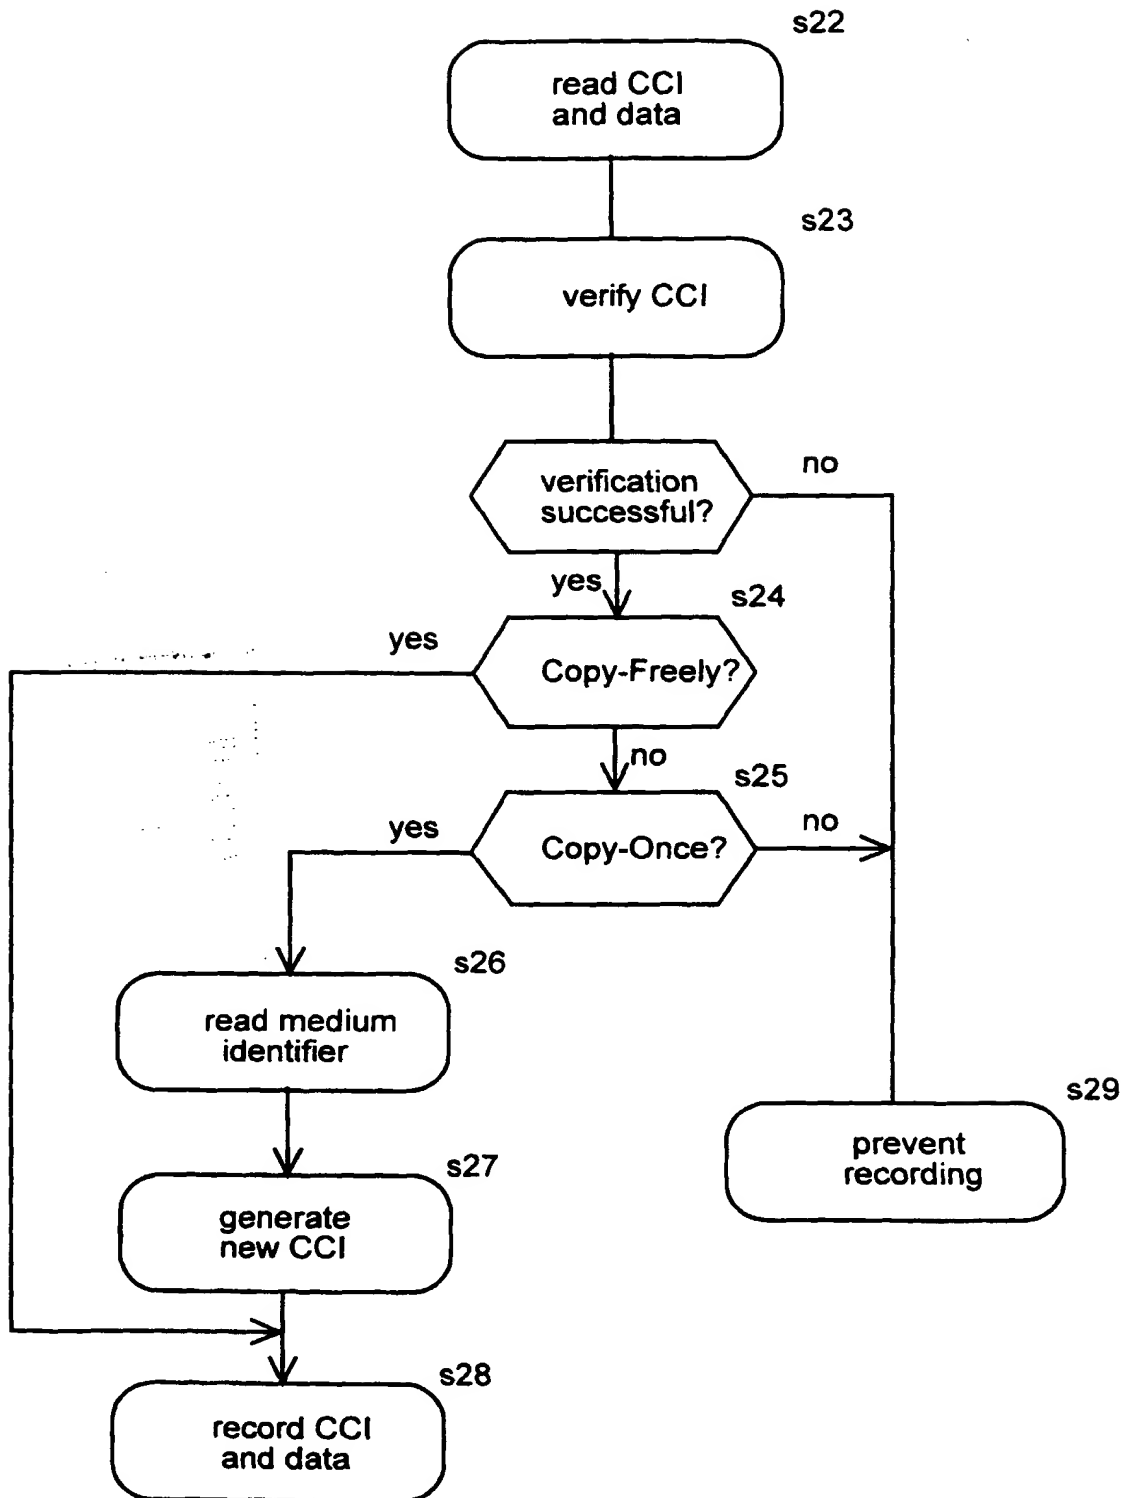 s22
read CCI
and data
s23
verify CCI
verification
successful?
no
yes
s24
yes
Copy-Freely?
no
s25
yes
Copy-Once?
no
s26
read medium
identifier
s29
prevent
recording
s27
generate
new CCI
s28
record CCI
and data